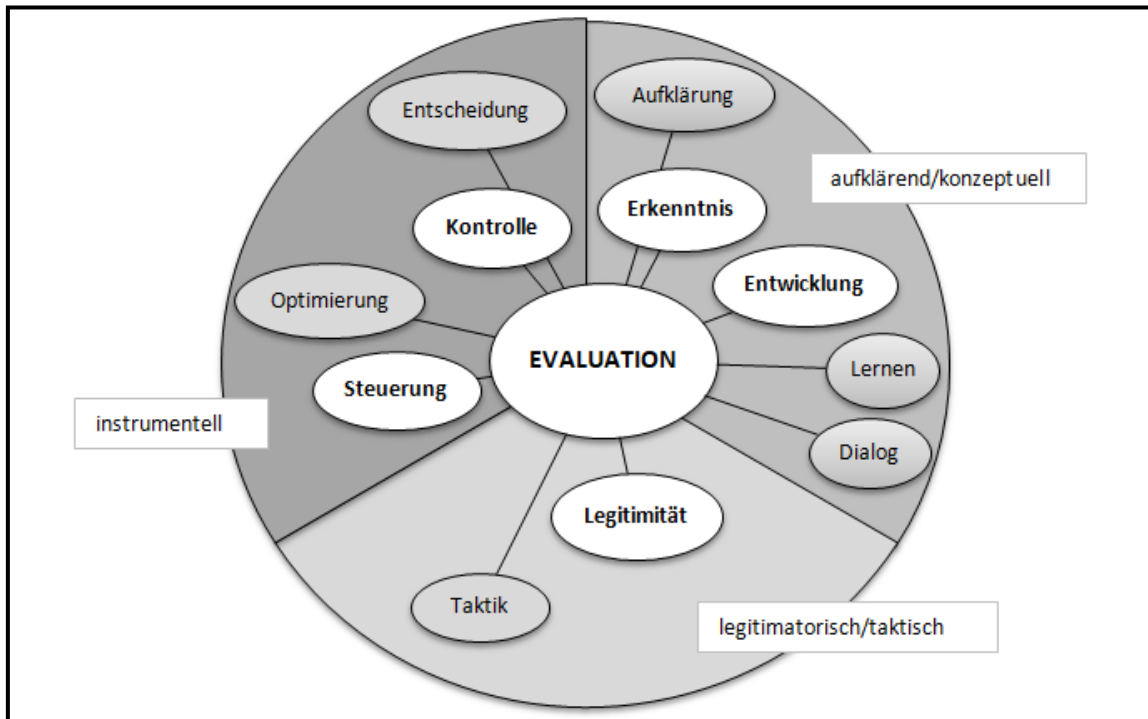 Entscheidung
Aufklärung
aufklärend/konzeptuell
Erkenntnis
Kontrolle
Entwicklung
Optimierung
EVALUATION
Lernen
Steuerung
instrumentell
Dialog
Legitimität
Taktik
legitimatorisch/taktisch